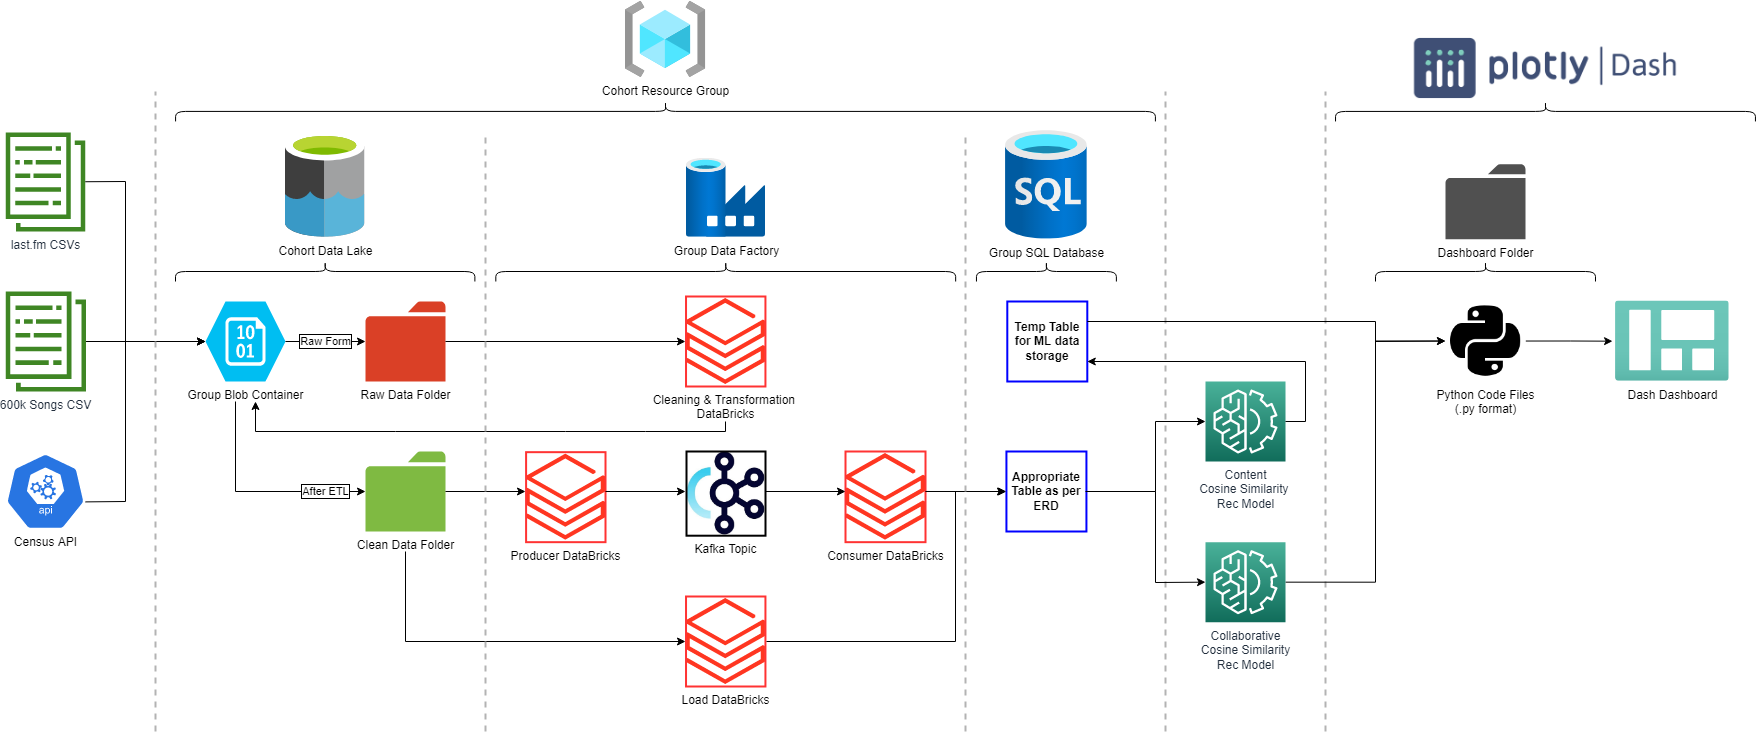 Cohort Resource Group
plotly | Dash
last.fm CSVs
600k Songs CSV
api
Census API
Cohort Data Lake
Group Data Factory
SQL
Group SQL Database
Dashboard Folder
10
01
Group Blob Container
Raw Form
Raw Data Folder
Cleaning & Transformation
DataBricks
Temp Table
for ML data
storage
Python Code Files
(.py format)
Dash Dashboard
After ETL
Clean Data Folder
Producer DataBricks
Kafka Topic
Consumer DataBricks
Appropriate
Table as per
ERD
Content
Cosine Similarity
Rec Model
Collaborative
Cosine Similarity
Rec Model
Load DataBricks